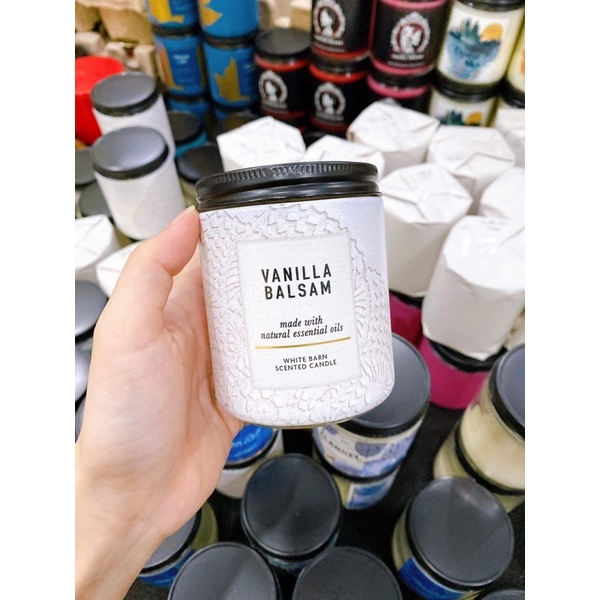 VANILLA
BALSAM
made with
natural essential oils
WHITE BARN
SCENTED CANDLE